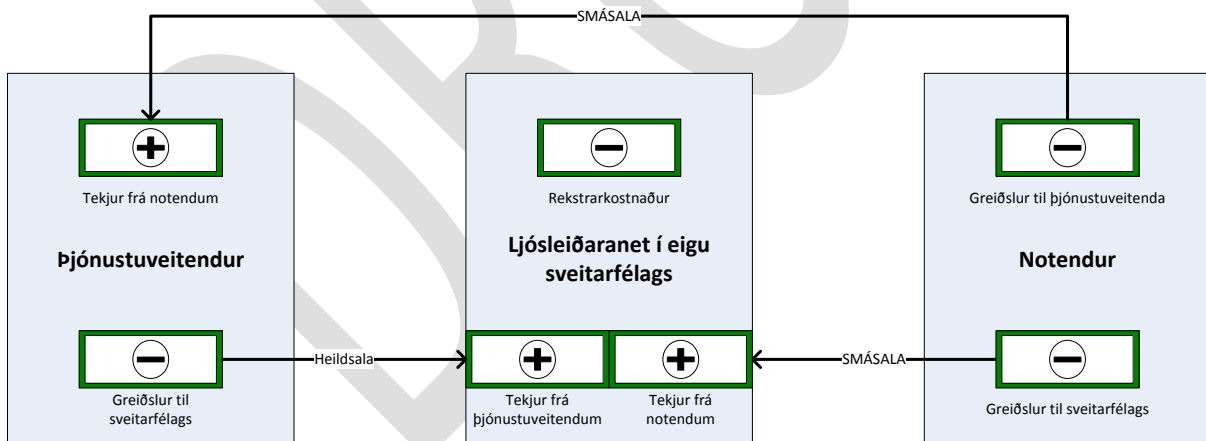 SMÁSALA
Tekjur frá notendum
Þjónustuveitendur
Greiðslur til
sveitarfélags
Heildsala
Rekstrarkostnaður
Ljósleiðaranet í eigu
sveitarfélags
Tekjur frá
þjónustuveitendum
Tekjur frá
notendum
SMÁSALA
Greiðslur til þjónustuveitenda
Notendur
Greiðslur til sveitarfélags